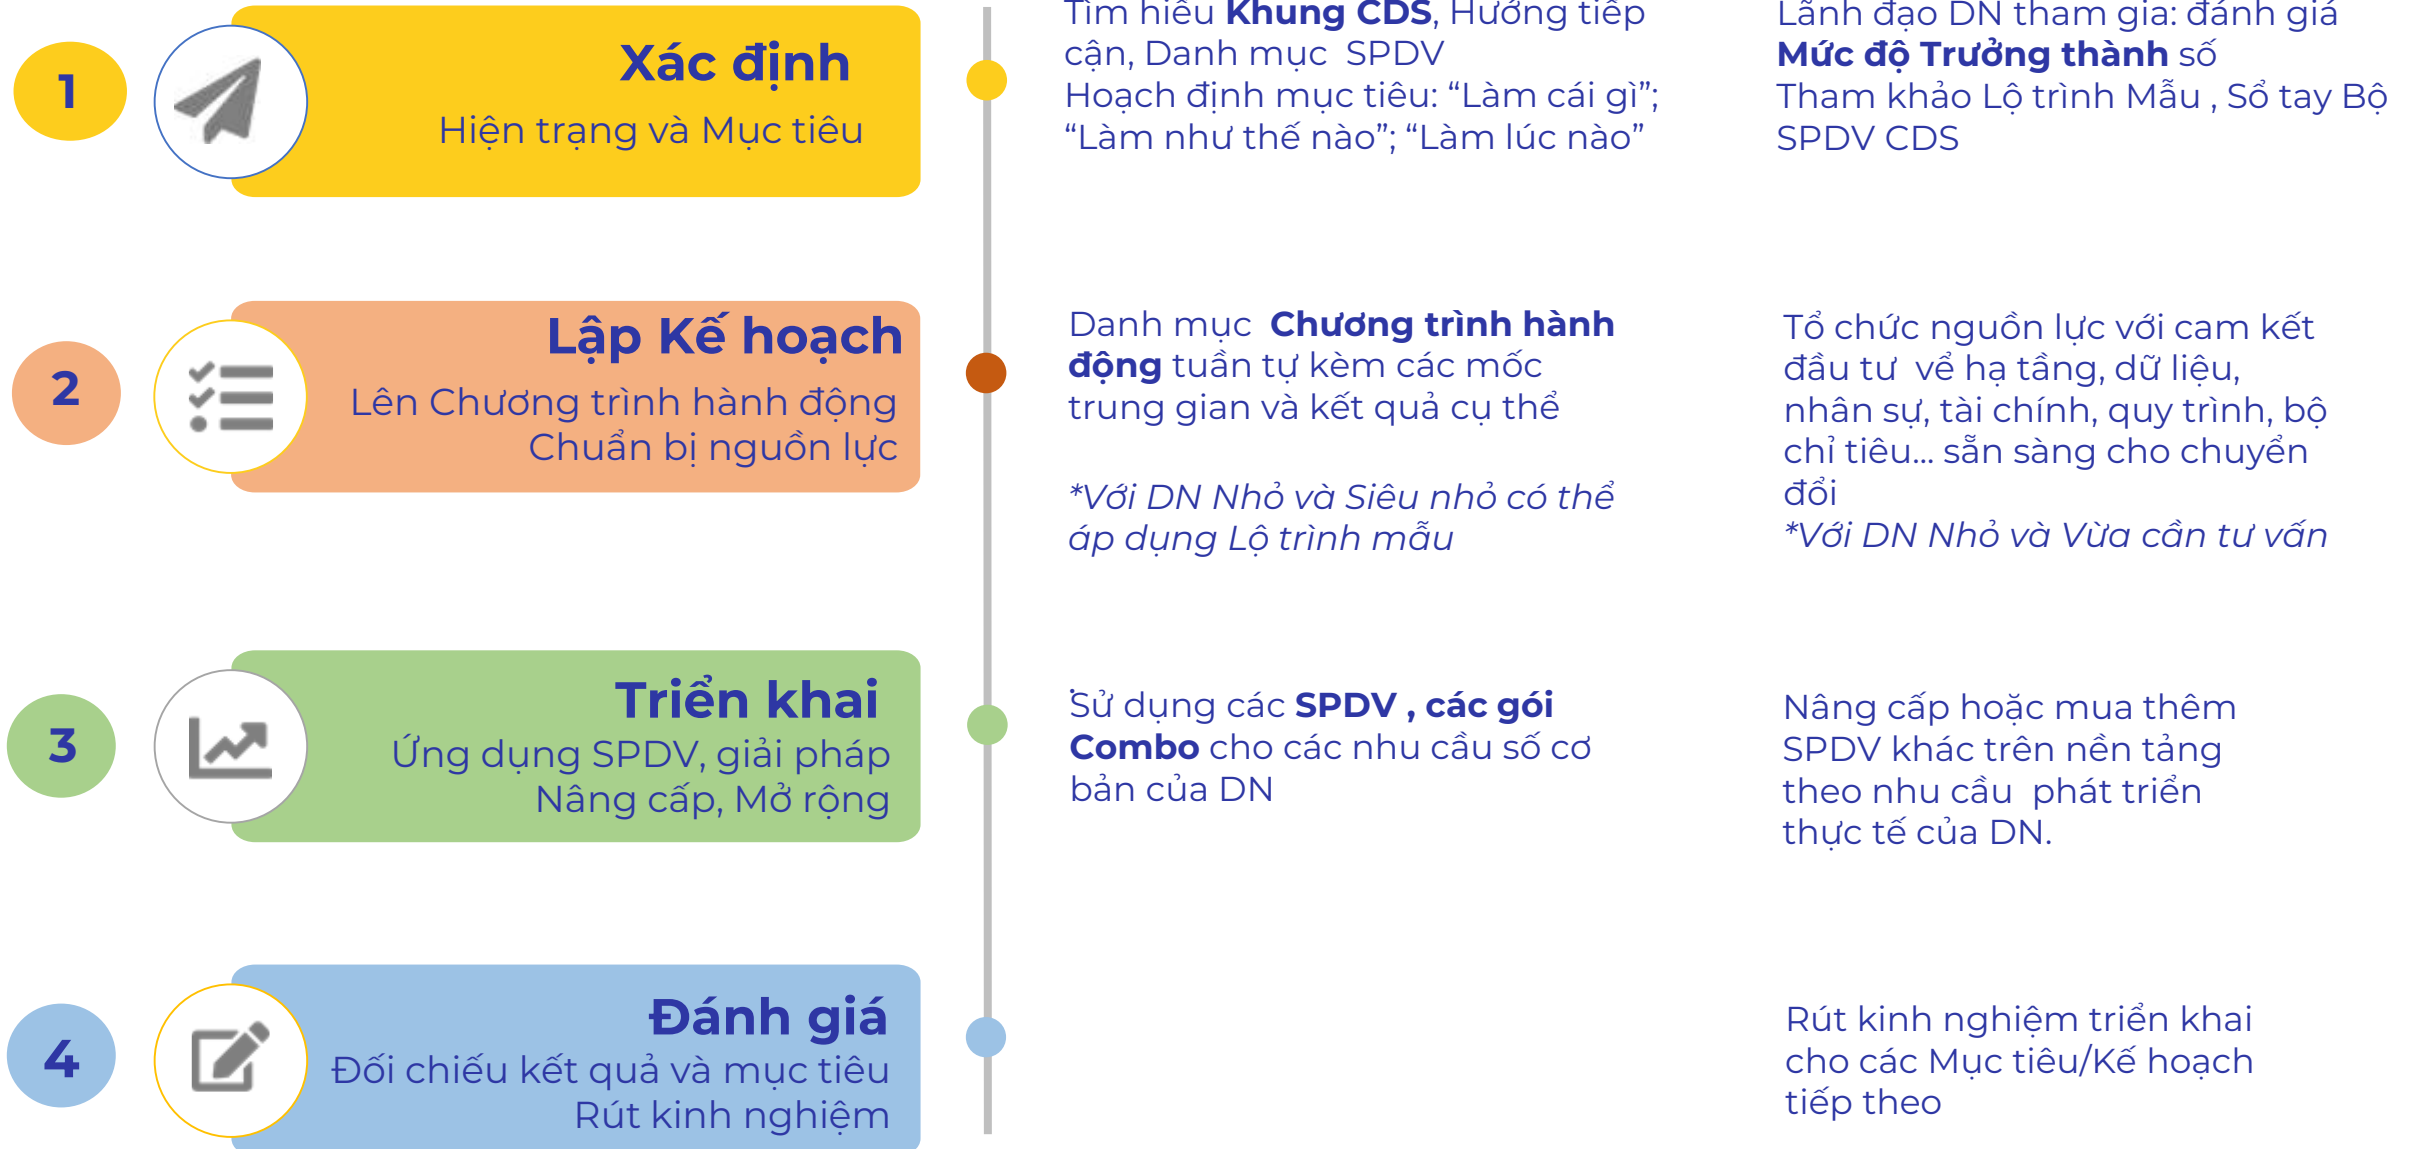 1
Xác định
Hiện trạng và Mục tiêu
Tìm hiểu Khung CDS, Hướng tiếp
cận, Danh mục SPDV
Hoạch định mục tiêu: “Làm cái gì”;
“Làm như thế nào”; “Làm lúc nào”
Lãnh đạo DN tham gia: đánh giá
Mức độ Trưởng thành số
Tham khảo Lộ trình Mẫu , Sổ tay Bộ
SPDV CDS
2
Lập Kế hoạch
Lên Chương trình hành động
Chuẩn bị nguồn lực
Danh mục Chương trình hành
động tuần tự kèm các mốc
trung gian và kết quả cụ thể
*Với DN Nhỏ và Siêu nhỏ có thể
áp dụng Lộ trình mẫu
Tổ chức nguồn lực với cam kết
đầu tư về hạ tầng, dữ liệu,
nhân sự, tài chính, quy trình, bộ
chỉ tiêu... sẵn sàng cho chuyển
đổi
*Với DN Nhỏ và Vừa cần tư vấn
3
Triển khai
Ứng dụng SPDV, giải pháp
Nâng cấp, Mở rộng
.
Sử dụng các SPDV , các gói
Combo cho các nhu cầu số cơ
bản của DN
Nâng cấp hoặc mua thêm
SPDV khác trên nền tảng
theo nhu cầu phát triển
thực tế của DN.
4
Đánh giá
Đối chiếu kết quả và mục tiêu
Rút kinh nghiệm
Rút kinh nghiệm triển khai
cho các Mục tiêu/Kế hoạch
tiếp theo